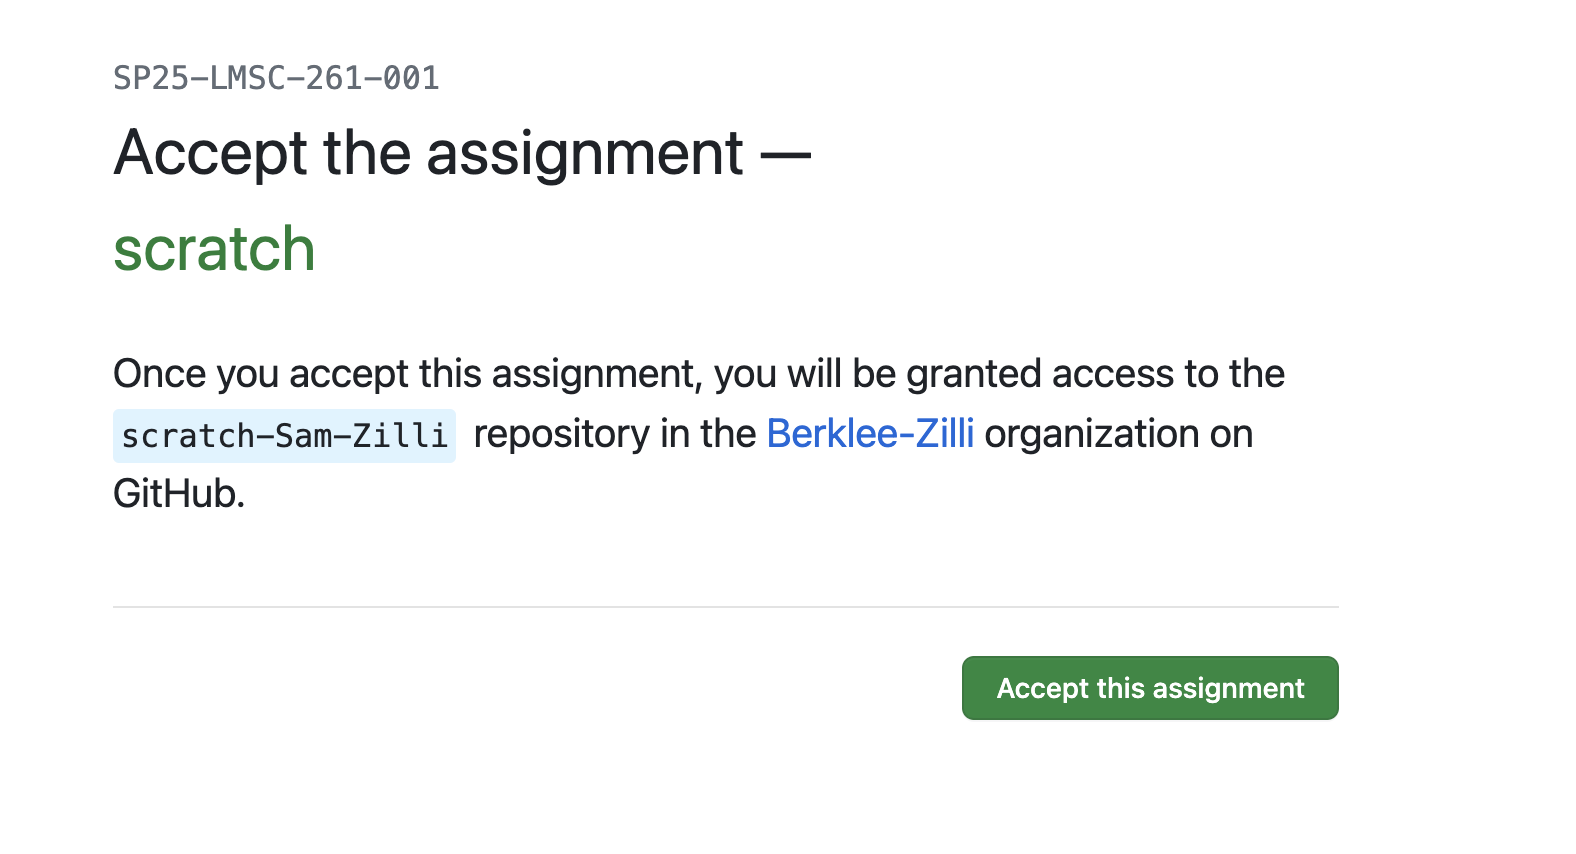 SP25-LMSC-261-001
Accept the assignment —
scratch
Once you accept this assignment, you will be granted access to the
scratch-Sam-Zilli repository in the Berklee-Zilli organization on
GitHub.
Accept this assignment